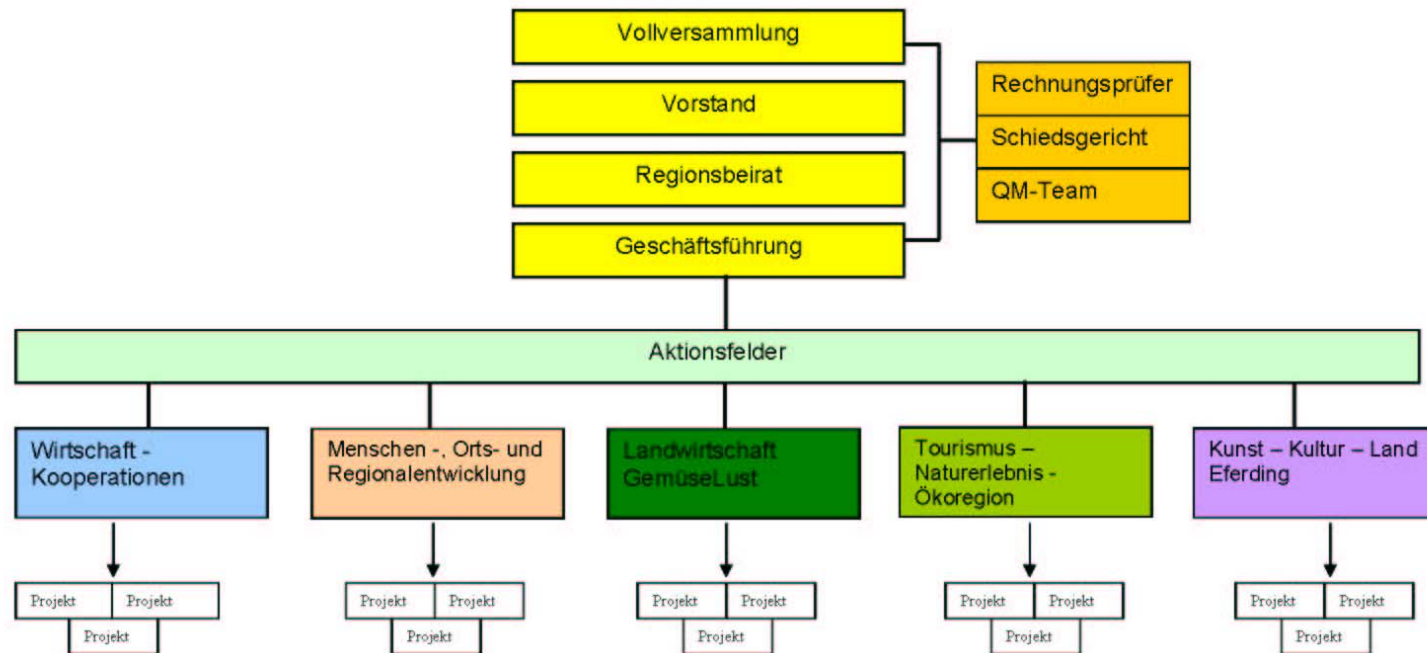 Vollversammlung
Vorstand
Regionsbeirat
Geschäftsführung
Rechnungsprüfer
Schiedsgericht
QM-Team
Aktionsfelder
Wirtschaft -
Kooperationen
Menschen -, Orts- und
Regionalentwicklung
Landwirtschaft
GemüseLust
Tourismus –
Naturerlebnis -
Ökoregion
Kunst – Kultur – Land
Eferding
Projekt Projekt
Projekt
Projekt Projekt
Projekt
Projekt Projekt
Projekt
Projekt Projekt
Projekt
Projekt Projekt
Projekt